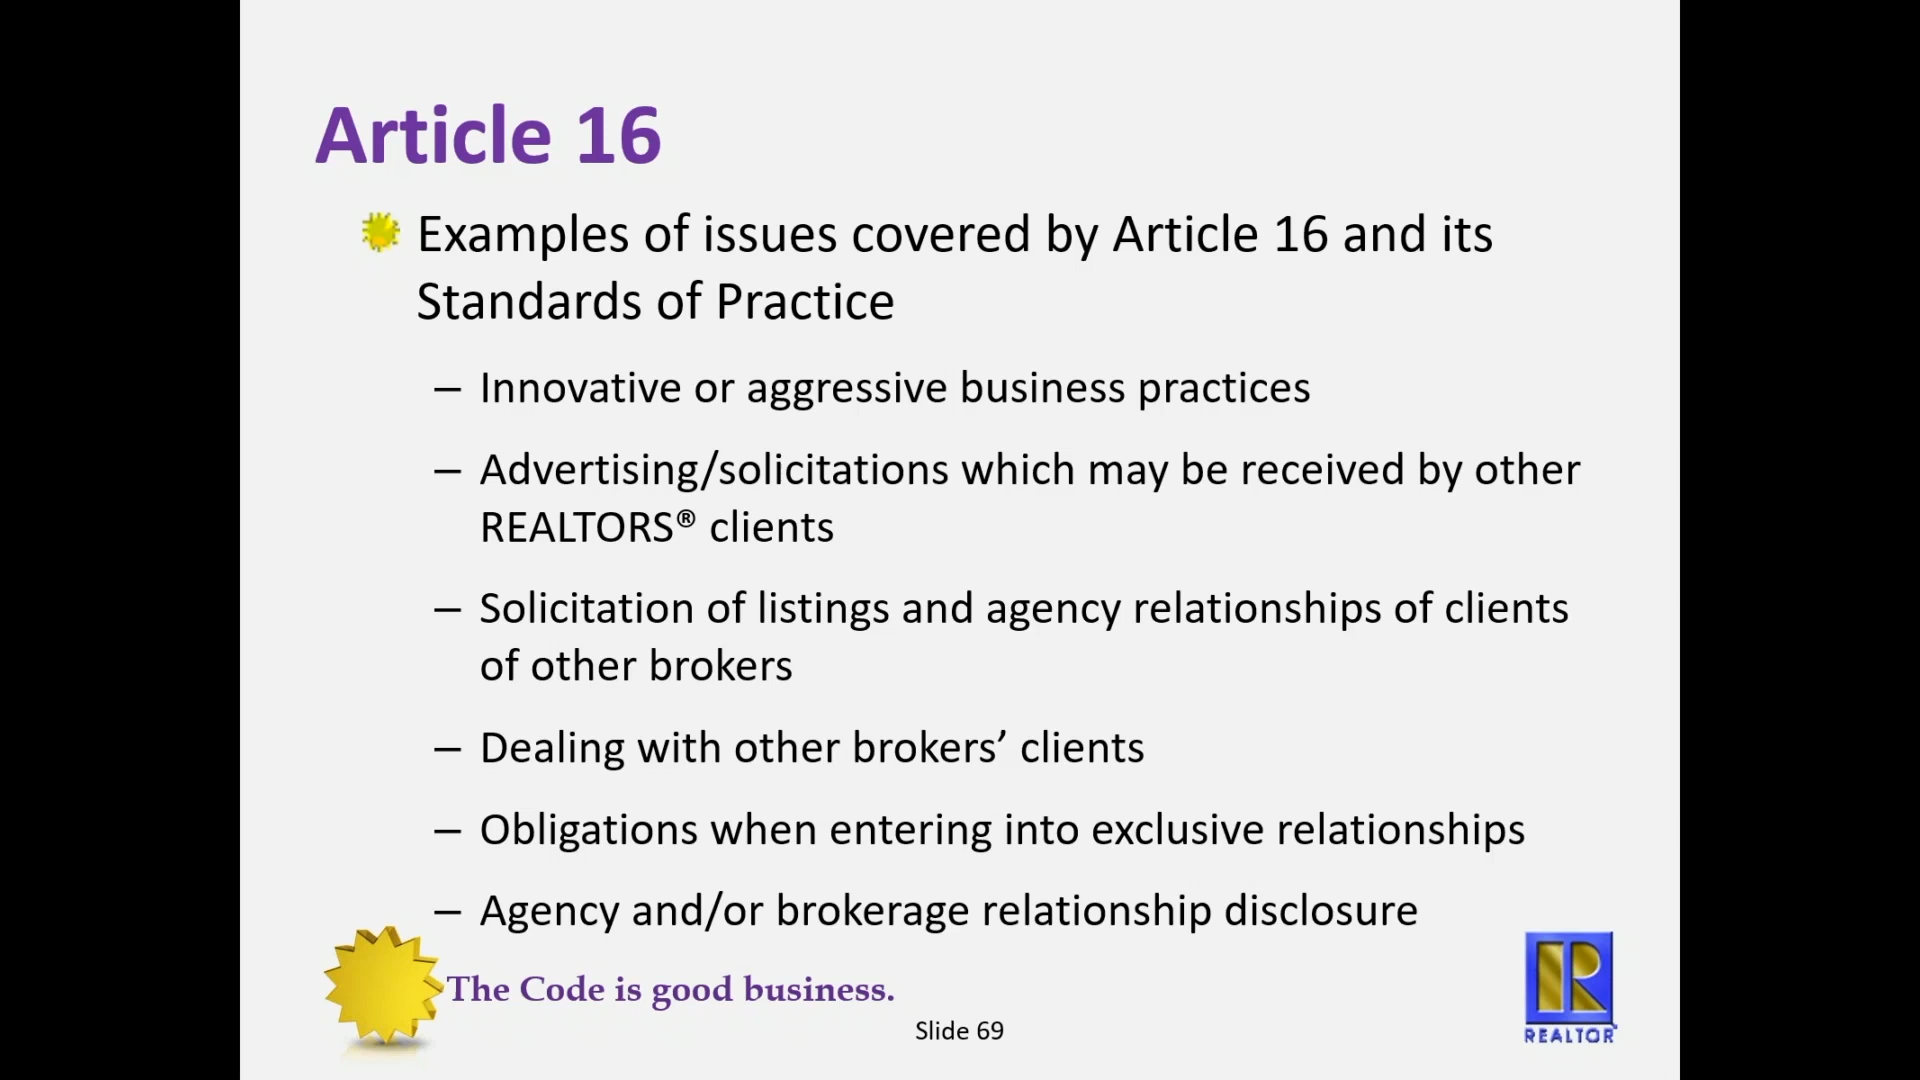 Article 16
Examples of issues covered by Article 16 and its
Standards of Practice
– Innovative or aggressive business practices
– Advertising/solicitations which may be received by other
REALTORS® clients
– Solicitation of listings and agency relationships of clients
of other brokers
– Dealing with other brokers’ clients
– Obligations when entering into exclusive relationships
– Agency and/or brokerage relationship disclosure
The Code is good business.
Slide 69
R
REALTOR